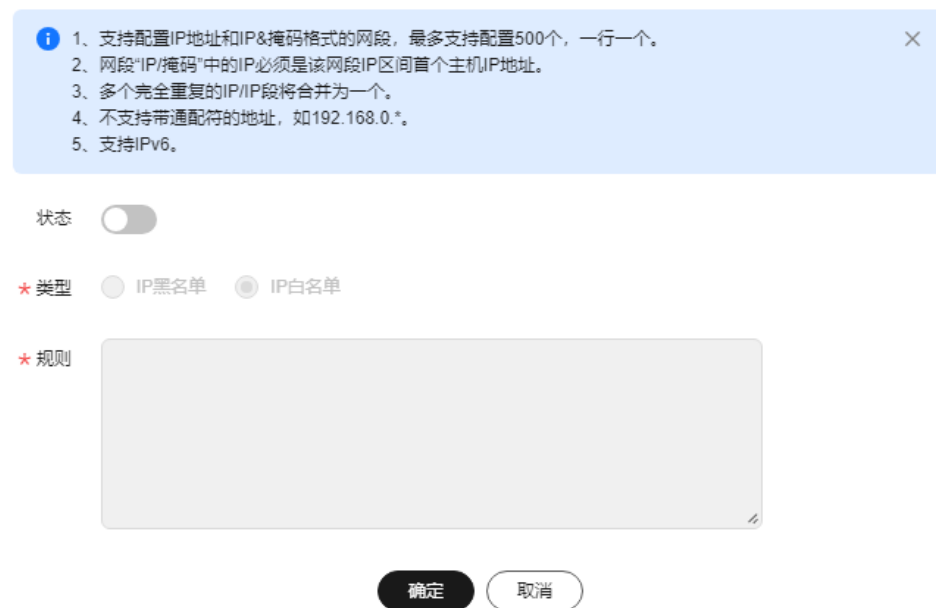 1、支持配置IP地址和IP&掩码格式的网段，最多支持配置500个，一行一个。
2、网段“IP/掩码”中的IP必须是该网段IP区间首个主机IP地址。
3、多个完全重复的IP/IP段将合并为一个。
4、不支持带通配符的地址，如192.168.0.*。
5、支持IPv6。
状态
* 类型 IP黑名单 IP白名单
* 规则
确定 取消